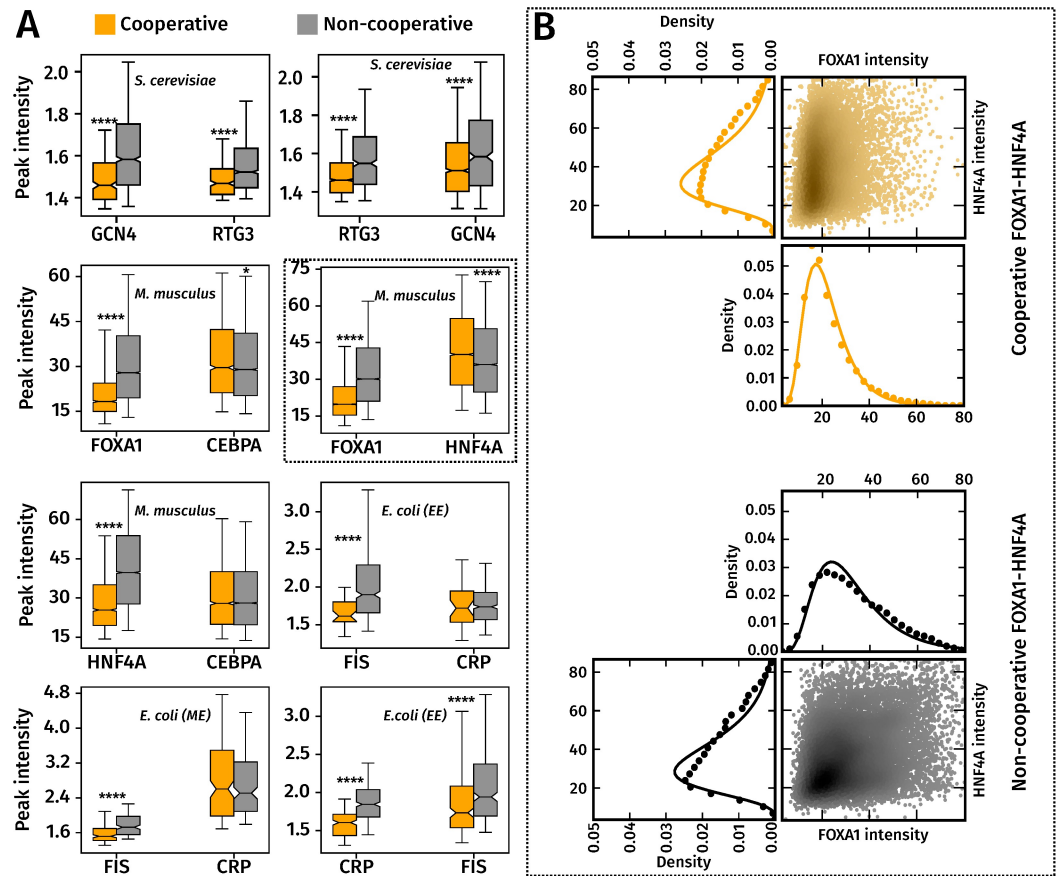 A
Cooperative
Non-cooperative
Peak intensity
2.0
1.8
1.6
1.4
S. cerevisiae
****
****
GCN4
RTG3
2.0
1.8
1.6
1.4
S. cerevisiae
****
****
RTG3
GCN4
Peak intensity
60
45
30
15
M. musculus
****
*
FOXA1
CEBPA
75
60
45
30
15
M. musculus
****
****
FOXA1
HNF4A
Peak intensity
60
45
30
15
M. musculus
****
HNF4A
CEBPA
3.0
2.5
2.0
1.5
E. coli (EE)
****
FIS
CRP
Peak intensity
4.8
4.0
3.2
2.4
1.6
E. coli (ME)
****
FIS
CRP
3.0
2.5
2.0
1.5
E.coli (EE)
****
****
CRP
FIS
B
Density
0.05
0.04
0.03
0.02
0.01
0.00
80
60
40
20
FOXA1 intensity
HNF4A intensity
Cooperative FOXA1-HNF4A
Density
0.05
0.04
0.03
0.02
0.01
0.00
20
40
60
80
20
40
60
80
Density
0.05
0.04
0.03
0.02
0.01
0.00
Non-cooperative FOXA1-HNF4A
80
60
40
20
HNF4A intensity
0.05
0.04
0.03
0.02
0.01
0.00
Density
FOXA1 intensity